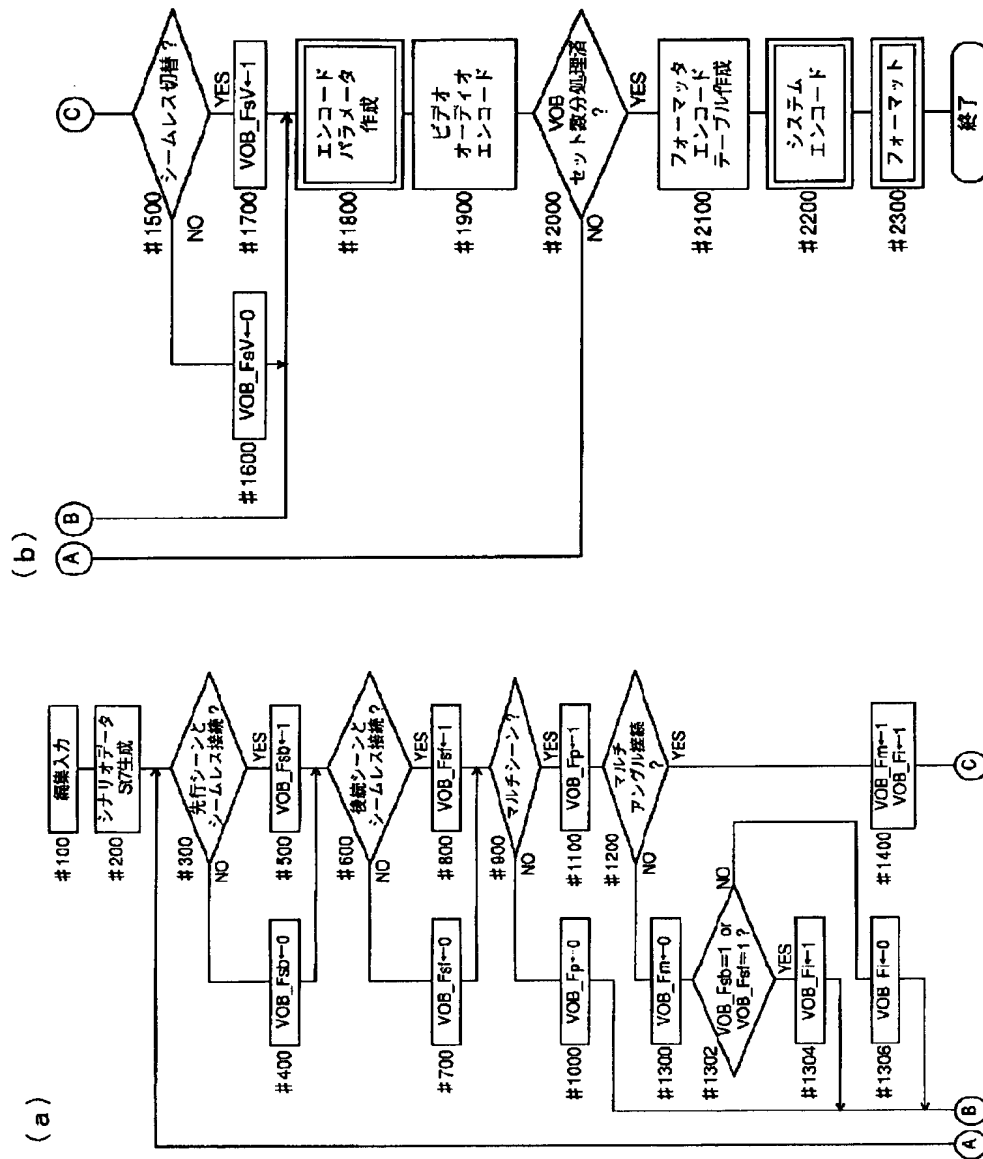 (a)
#100
編集入力
#200
シナリオデータ
St7生成
#300
先行シーンと
シームレス接続?
NO
YES
#400
VOB_Fsb←0
#500
VOB_Fsb←1
#600
後続シーンと
シームレス接続?
NO
YES
#700
VOB_Fsf←0
#800
VOB_Fsf←1
#900
マルチシーン?
NO
YES
#1000
VOB_Fp←0
#1100
VOB_Fp←1
#1200
マルチ
アングル接続
?
NO
YES
#1300
VOB_Fm←0
#1302
VOB_Fsb=1 or
VOB_Fsf=1 ?
NO
YES
#1304
VOB_Fi←1
#1306
VOB_Fi←0
#1400
VOB_Fm←1
VOB_Fi←1
A
B
C
(b)
A
B
C
#1500
シームレス切替?
NO
YES
#1600
VOB_FsV←0
#1700
VOB_FsV←1
#1800
エンコード
パラメータ
作成
#1900
ビデオ
オーディオ
エンコード
#2000
VOB
セット数分処理済
?
NO
YES
#2100
フォーマッタ
エンコード
テーブル作成
#2200
システム
エンコード
#2300
フォーマット
終了